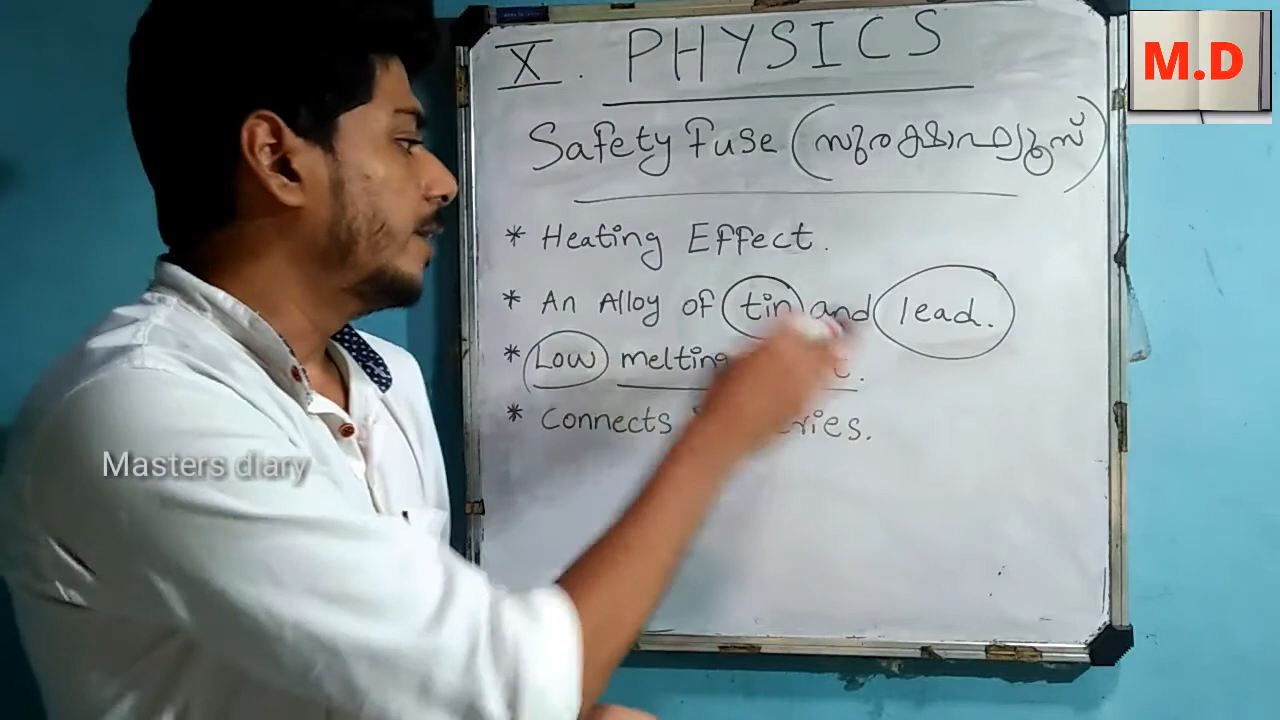 X. PHYSICS
M.D
Safety Fuse (സുരക്ഷാഫ്യൂസ്)
* Heating Effect.
* An Alloy of tin and lead.
* Low melting
* Connects
Masters diary